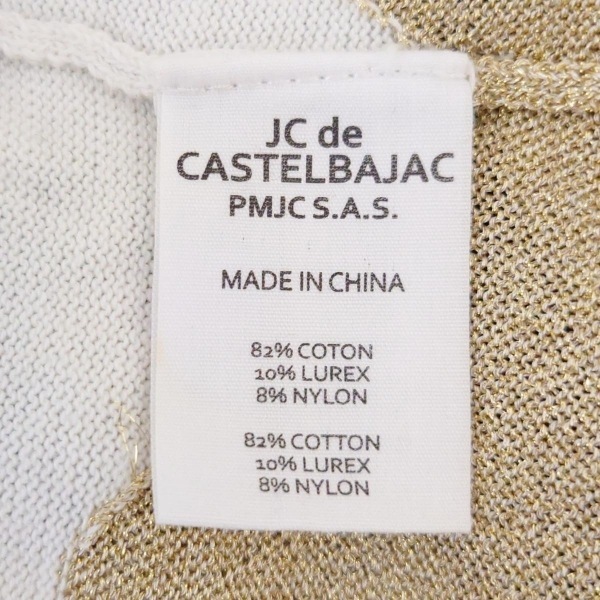 JC de
CASTELBAJAC
PMJC S.A.S.
MADE IN CHINA
82% COTON
10% LUREX
8% NYLON
82% COTTON
10% LUREX
8% NYLON